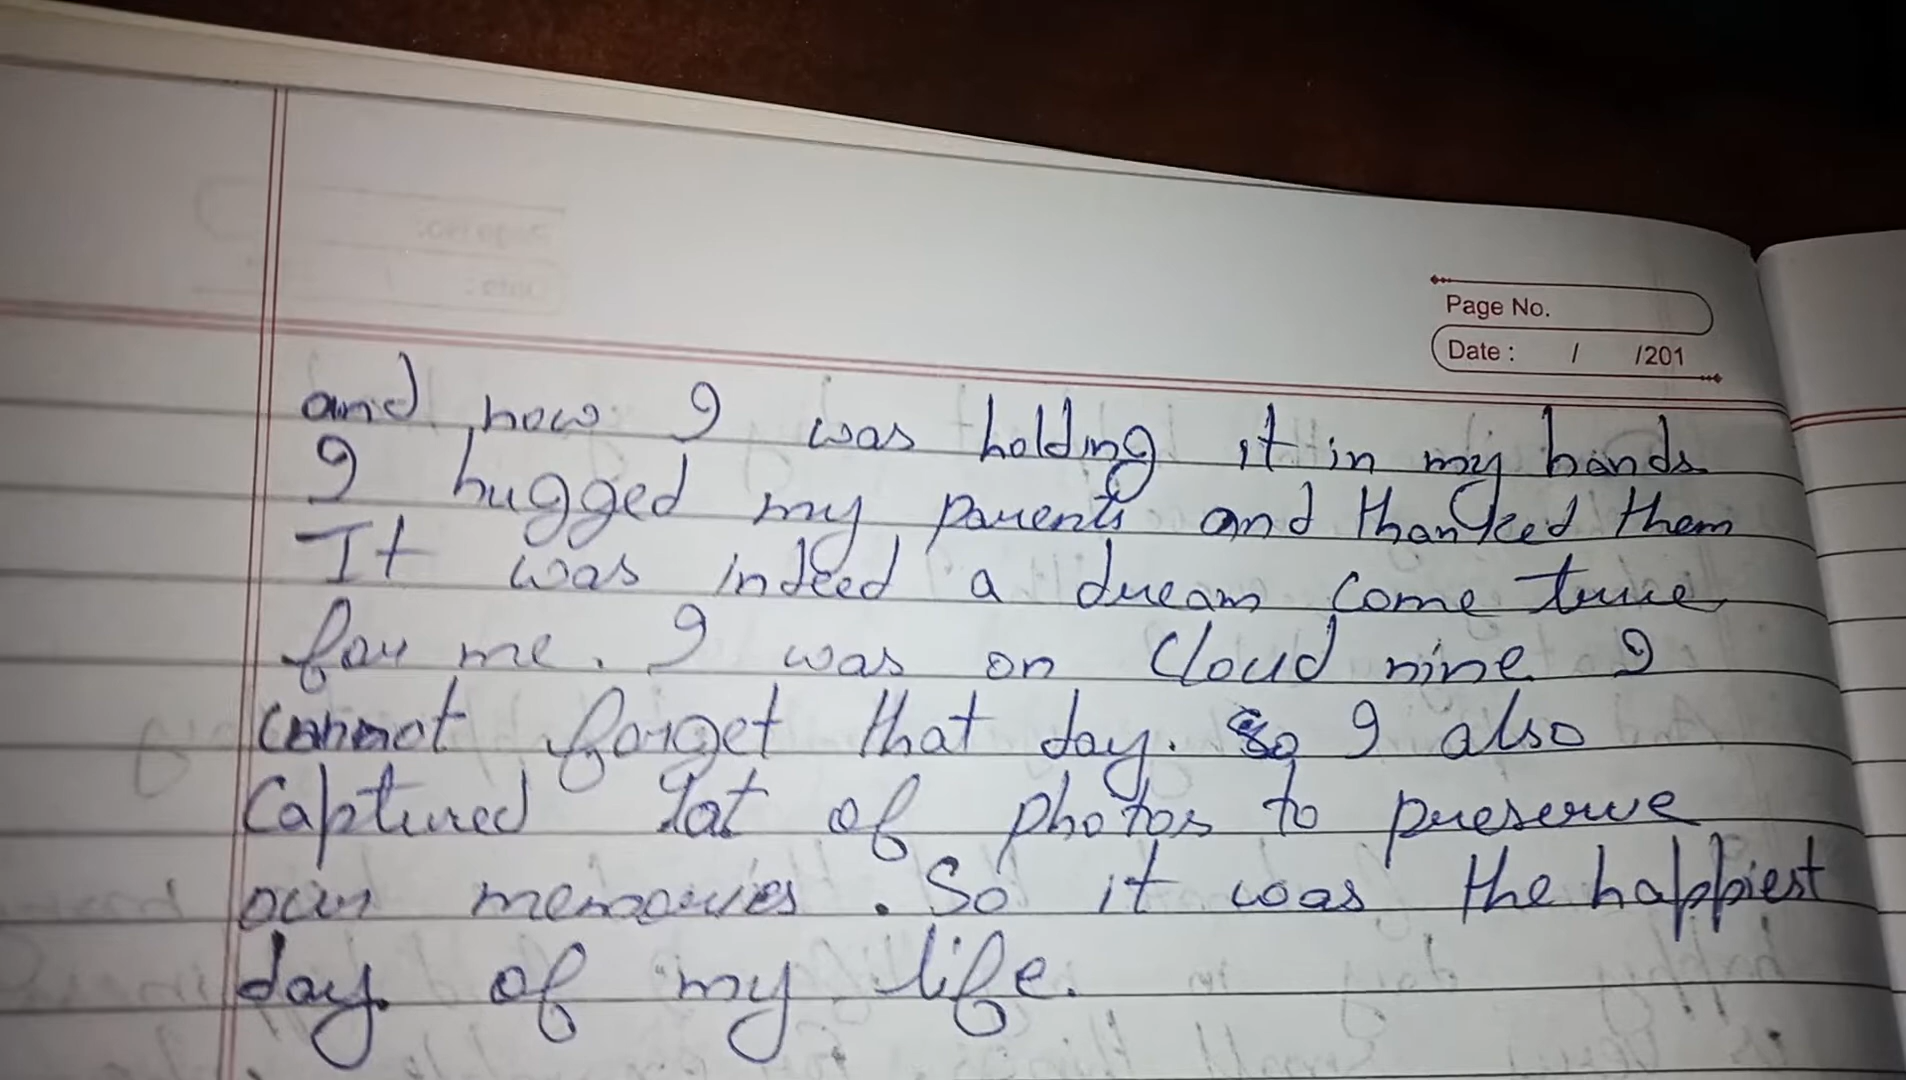 Page No.
Date : / /201
and now I was holding it in my hands
I hugged my parents and thanked them
It was indeed a dream come true
for me. I was on Cloud nine I
cannot forget that day. so I also
Captured lot of photos to preserve
our memories. So it was the happiest
day of my life.